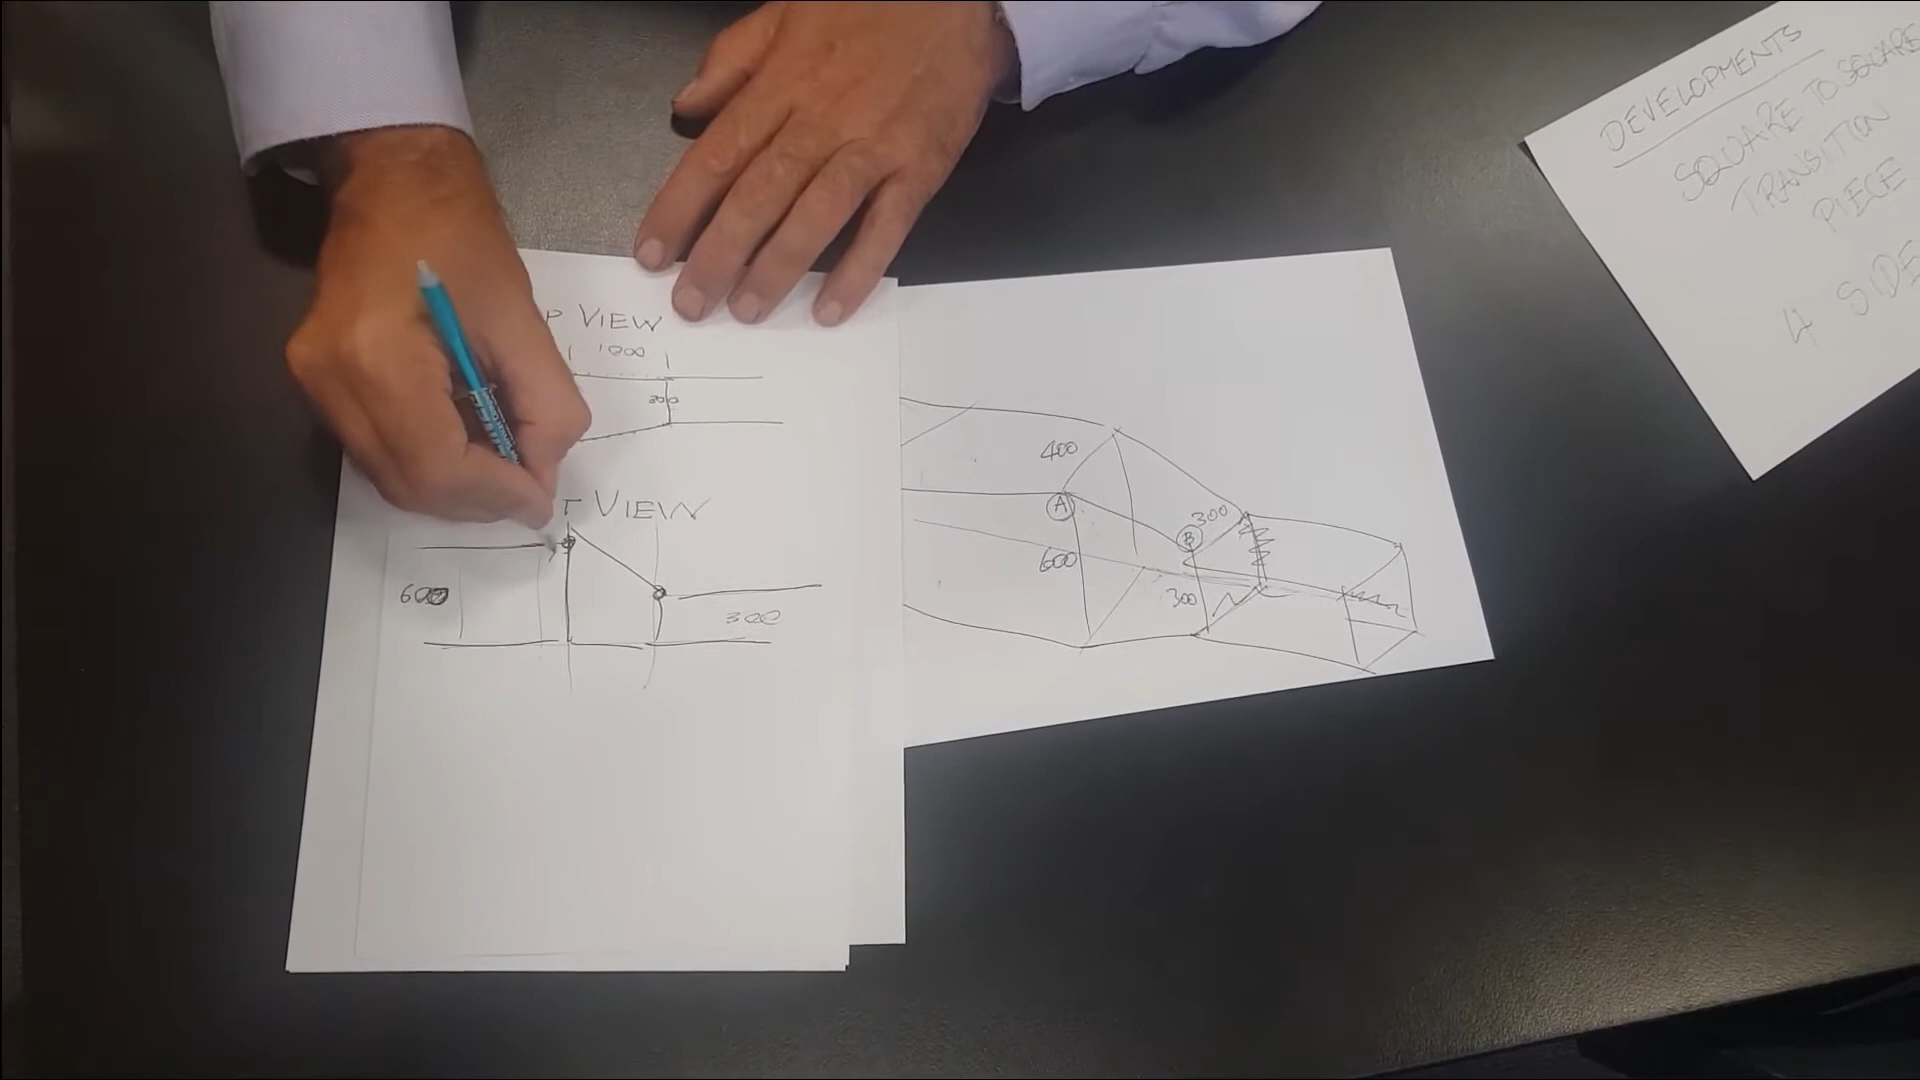 P VIEW
1000
300
T VIEW
600
300
400
A
600
300
B
300
DEVELOPMENTS
SQUARE TO SQUARE
TRANSITION
PIECE
4 SIDE